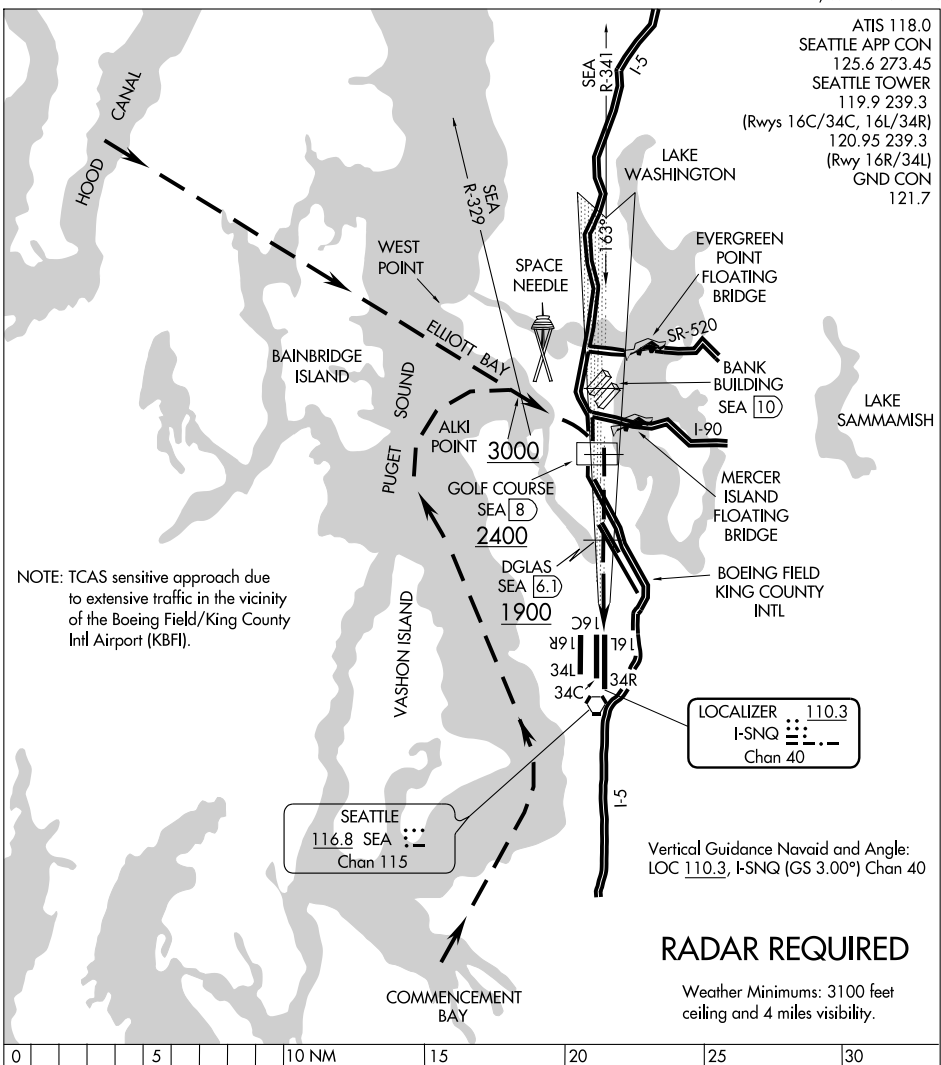 ATIS 118.0
SEATTLE APP CON
125.6 273.45
SEATTLE TOWER
119.9 239.3
(Rwys 16C/34C, 16L/34R)
120.95 239.3
(Rwy 16R/34L)
GND CON
121.7
HOOD CANAL
SEA
R-341
I-5
SEA
R-329
163°
LAKE
WASHINGTON
WEST
POINT
SPACE
NEEDLE
EVERGREEN
POINT
FLOATING
BRIDGE
SR-520
ELLIOTT BAY
BAINBRIDGE
ISLAND
BANK
BUILDING
SEA 10
LAKE
SAMMAMISH
PUGET SOUND
ALKI
POINT
3000
I-90
GOLF COURSE
SEA 8
2400
MERCER
ISLAND
FLOATING
BRIDGE
DGLAS
SEA 6.1
1900
BOEING FIELD
KING COUNTY
INTL
NOTE: TCAS sensitive approach due
to extensive traffic in the vicinity
of the Boeing Field/King County
Intl Airport (KBFI).
VASHON ISLAND
16R
16C
16L
34L
34C
34R
LOCALIZER 110.3
I-SNQ
Chan 40
I-5
SEATTLE
116.8 SEA
Chan 115
Vertical Guidance Navaid and Angle:
LOC 110.3, I-SNQ (GS 3.00°) Chan 40
RADAR REQUIRED
Weather Minimums: 3100 feet
ceiling and 4 miles visibility.
COMMENCEMENT
BAY
0 5 10 NM 15 20 25 30